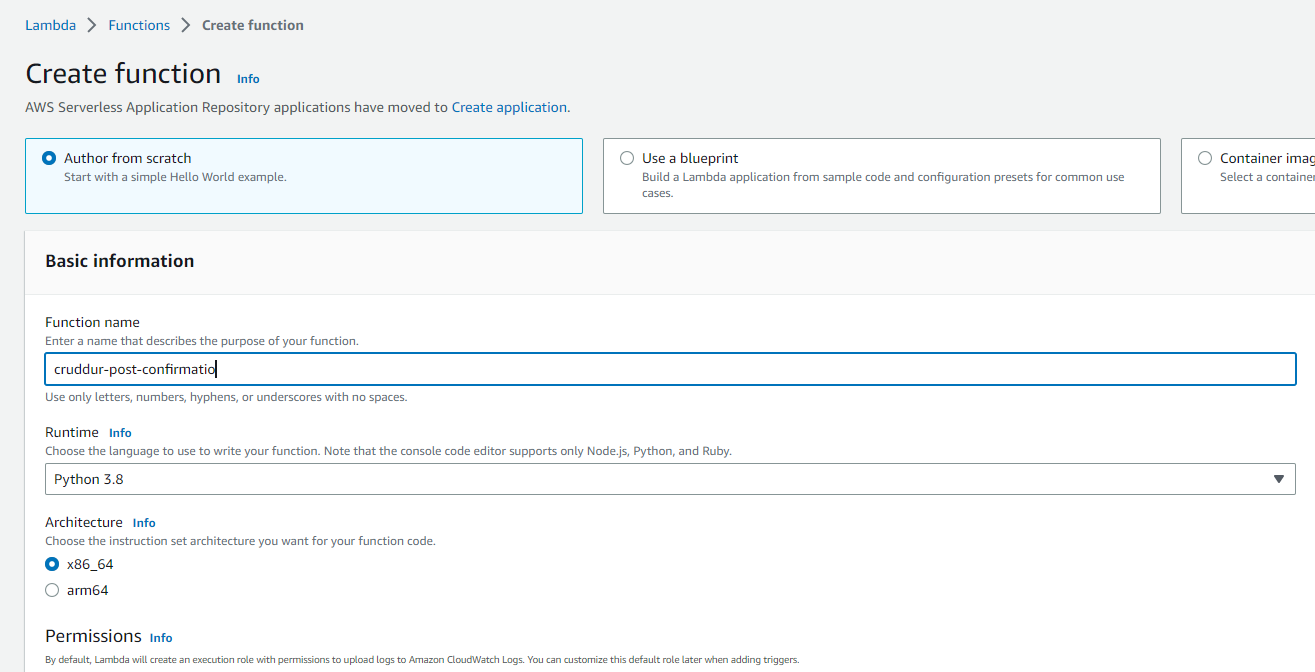 Lambda > Functions > Create function
Create function Info
AWS Serverless Application Repository applications have moved to Create application.
Author from scratch
Start with a simple Hello World example.
Use a blueprint
Build a Lambda application from sample code and configuration presets for common use
cases.
Container imag
Select a container
Basic information
Function name
Enter a name that describes the purpose of your function.
cruddur-post-confirmatio
Use only letters, numbers, hyphens, or underscores with no spaces.
Runtime Info
Choose the language to use to write your function. Note that the console code editor supports only Node.js, Python, and Ruby.
Python 3.8
Architecture Info
Choose the instruction set architecture you want for your function code.
x86_64
arm64
Permissions Info
By default, Lambda will create an execution role with permissions to upload logs to Amazon CloudWatch Logs. You can customize this default role later when adding triggers.